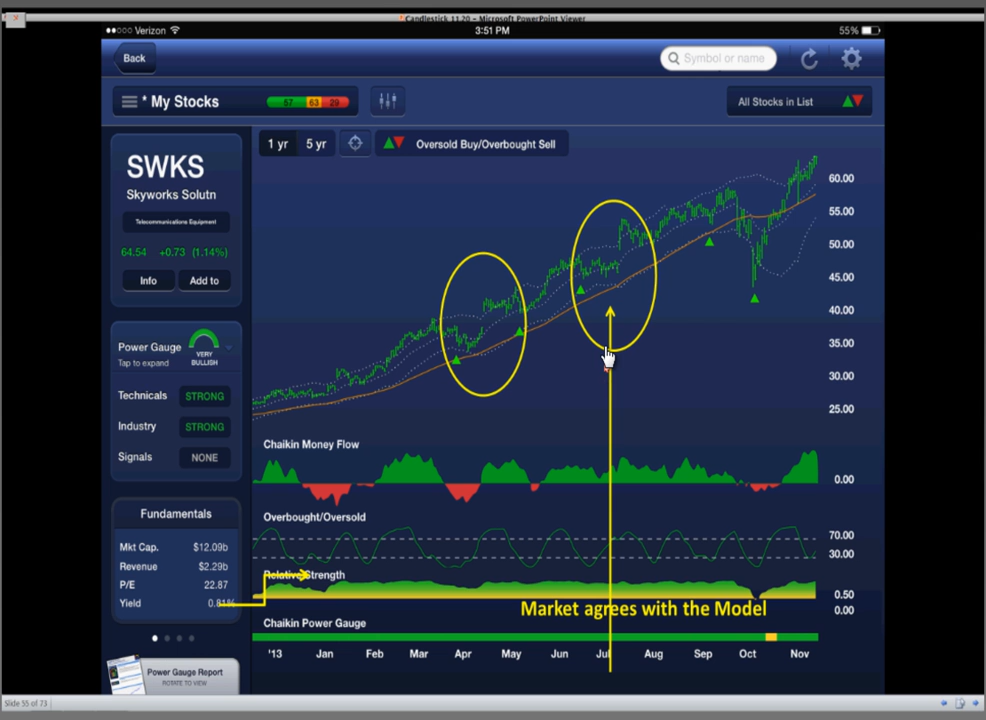 Candlestick 11.20 - Microsoft PowerPoint Viewer
Verizon 3:51 PM 55%
Back Symbol or name
* My Stocks 57 63 29 All Stocks in List
1 yr 5 yr Oversold Buy/Overbought Sell
SWKS
Skyworks Solutn
Telecommunications Equipment
64.54 +0.73 (1.14%)
Info Add to
Power Gauge
Tap to expand
VERY
BULLISH
Technicals STRONG
Industry STRONG
Signals NONE
Fundamentals
Mkt Cap. $12.09b
Revenue $2.29b
P/E 22.87
Yield 0.81%
Power Gauge Report
ROTATE TO VIEW
60.00
55.00
50.00
45.00
40.00
35.00
30.00
25.00
Chaikin Money Flow
0.00
Overbought/Oversold
70.00
30.00
Relative Strength
0.50
0.00
Market agrees with the Model
Chaikin Power Gauge
'13 Jan Feb Mar Apr May Jun Jul Aug Sep Oct Nov
Slide 55 of 73